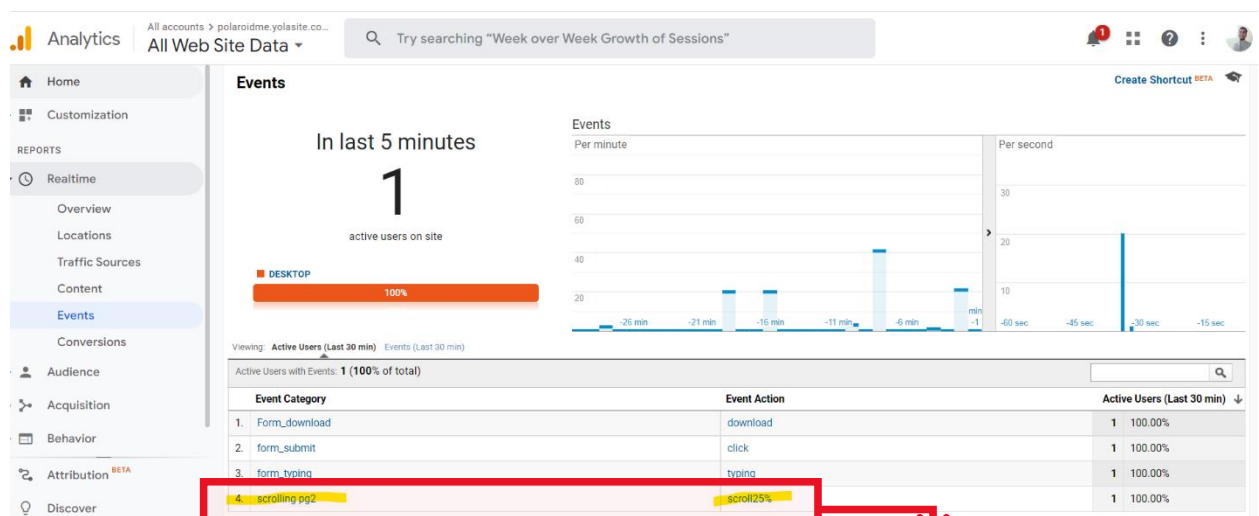 Analytics
All accounts > polaroidme.yolasite.co...
All Web Site Data
Try searching “Week over Week Growth of Sessions”
1
Home
Customization
REPORTS
Realtime
Overview
Locations
Traffic Sources
Content
Events
Conversions
Audience
Acquisition
Behavior
Attribution BETA
Discover
Events
Create Shortcut BETA
In last 5 minutes
1
active users on site
DESKTOP
100%
Events
Per minute
80
60
40
20
-26 min
-21 min
-16 min
-11 min
-6 min
min
-1
Per second
30
20
10
-60 sec
-45 sec
-30 sec
-15 sec
Viewing: Active Users (Last 30 min) Events (Last 30 min)
Active Users with Events: 1 (100% of total)
Event Category Event Action Active Users (Last 30 min)
1. Form_download download 1 100.00%
2. form_submit click 1 100.00%
3. form_typing typing 1 100.00%
4. scrolling pg2 scroll25% 1 100.00%